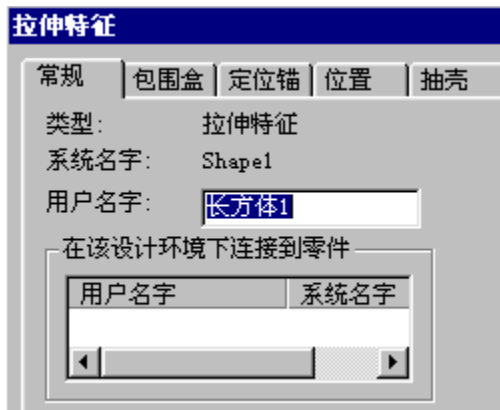 拉伸特征
常规 包围盒 定位锚 位置 抽壳
类型: 拉伸特征
系统名字: Shape1
用户名字: 长方体1
在该设计环境下连接到零件
用户名字 系统名字